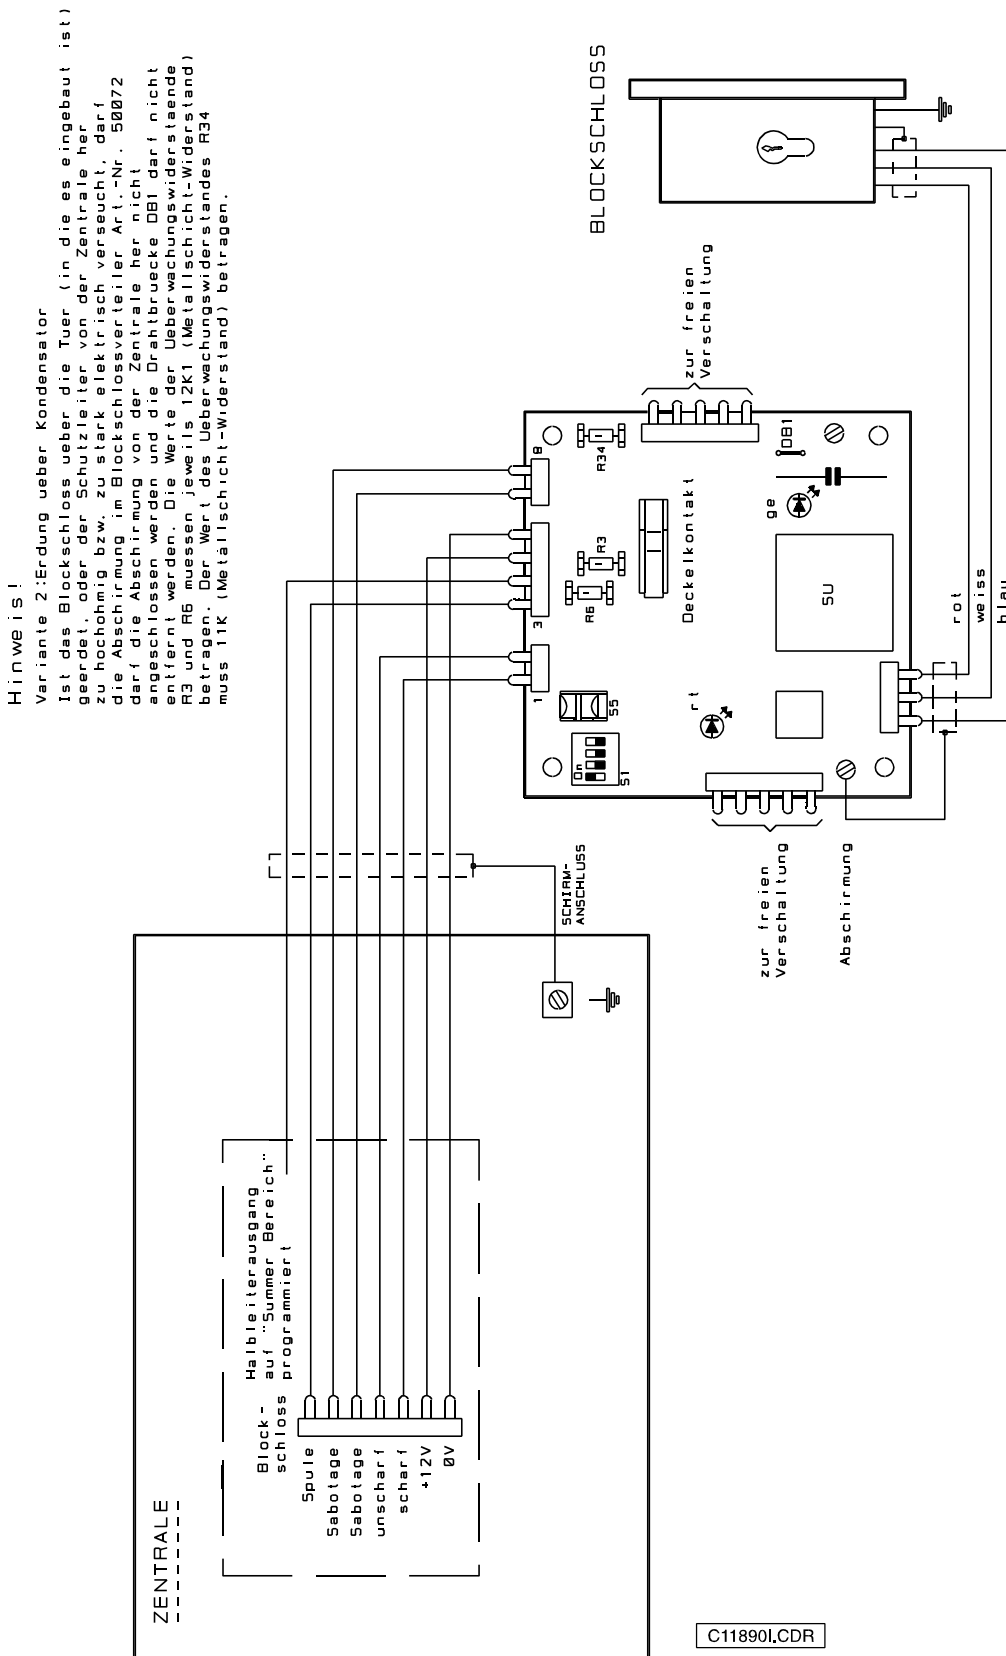 Hinweis!
Variante 2:Erdung ueber Kondensator
Ist das Blockschloss ueber die Tuer (in die es eingebaut ist)
geerdet, oder der Schutzleiter von der Zentrale her
zu hochohmig bzw. zu stark elektrisch verseucht, darf
die Abschirmung im Blockschlossverteiler Art.-Nr. 50072
darf die Abschirmung von der Zentrale her nicht
angeschlossen werden und die Drahtbruecke DB1 darf nicht
entfernt werden. Die Werte der Ueberwachungswiderstaende
R3 und R6 muessen jeweils 12K1 (Metallschicht-Widerstand)
betragen. Der Wert des Ueberwachungswiderstandes R34
muss 11K (Metallschicht-Widerstand) betragen.
BLOCKSCHLOSS
zur freien
Verschaltung
8
R34
DB1
R3
R6
3
Deckelkontakt
ge
SU
1
S5
rt
On
S1
rot
weiss
blau
SCHIRM-
ANSCHLUSS
zur freien
Verschaltung
Abschirmung
Halbleiterausgang
auf "Summer Bereich"
programmiert
Block-
schloss
Spule
Sabotage
Sabotage
unscharf
scharf
+12V
0V
ZENTRALE
C11890I.CDR